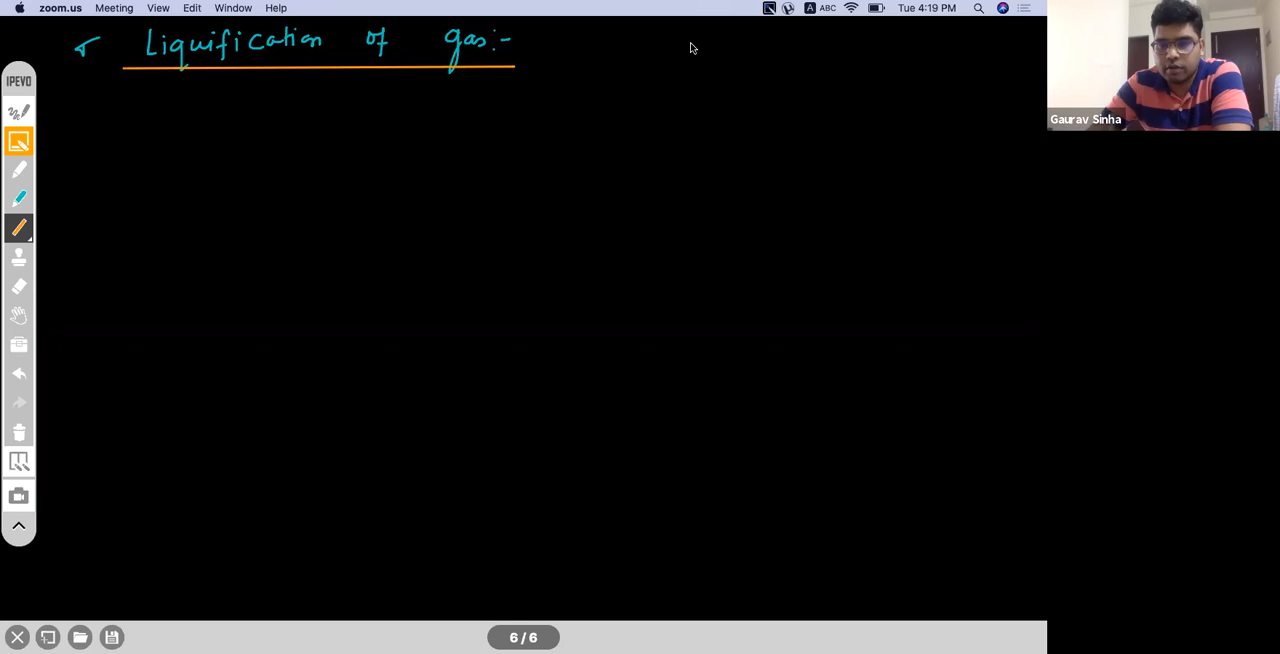 zoom.us Meeting View Edit Window Help A ABC Tue 4:19 PM
Liquification of gas:-
IPEVO
Gaurav Sinha
6 / 6